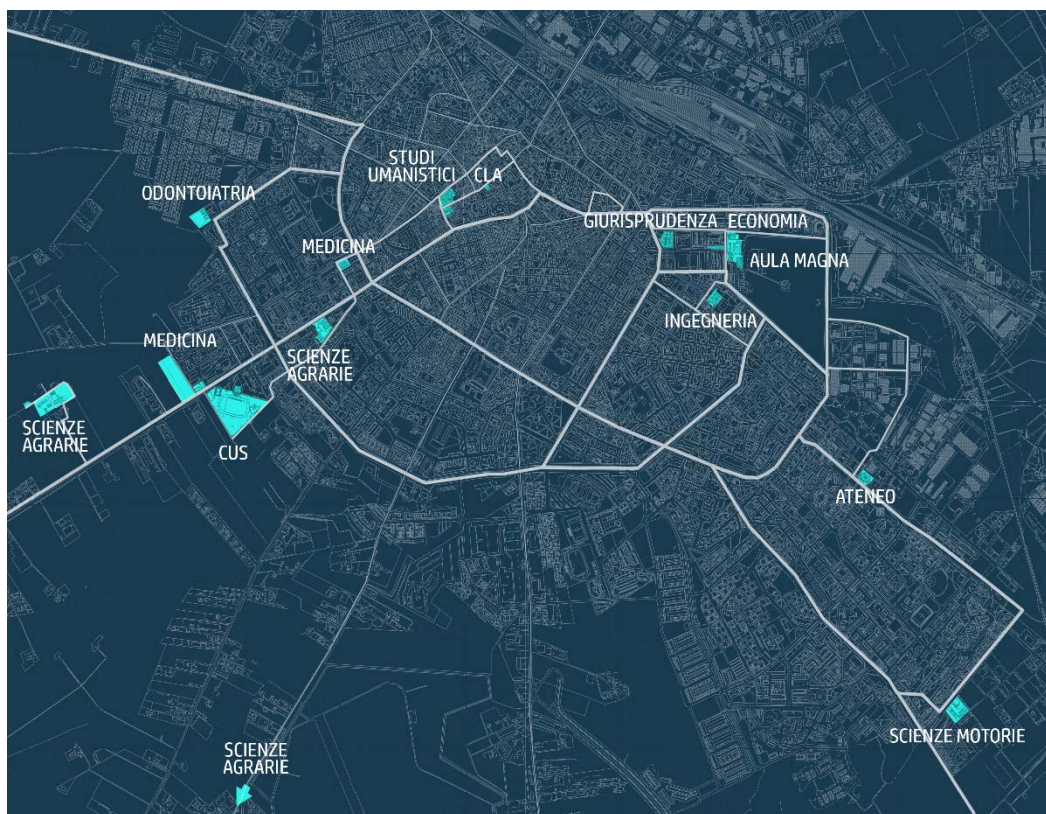 STUDI
UMANISTICI
CLA
ODONTOIATRIA
GIURISPRUDENZA
ECONOMIA
MEDICINA
AULA MAGNA
INGEGNERIA
MEDICINA
SCIENZE
AGRARIE
SCIENZE
AGRARIE
CUS
ATENEO
SCIENZE MOTORIE
SCIENZE
AGRARIE